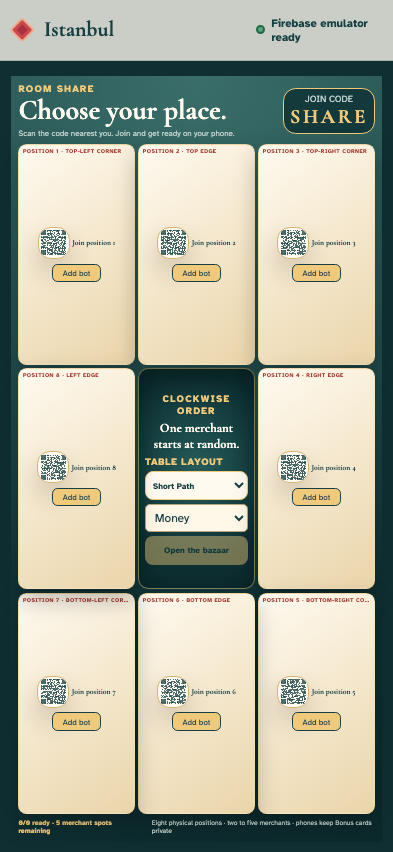 Istanbul
Firebase emulator
ready
ROOM SHARE
Choose your place.
Scan the code nearest you. Join and get ready on your phone.
JOIN CODE
SHARE
POSITION 1 · TOP-LEFT CORNER
Join position 1
Add bot
POSITION 2 · TOP EDGE
Join position 2
Add bot
POSITION 3 · TOP-RIGHT CORNER
Join position 3
Add bot
POSITION 8 · LEFT EDGE
Join position 8
Add bot
CLOCKWISE
ORDER
One merchant
starts at random.
TABLE LAYOUT
Short Path
Money
Open the bazaar
POSITION 4 · RIGHT EDGE
Join position 4
Add bot
POSITION 7 · BOTTOM-LEFT COR…
Join position 7
Add bot
POSITION 6 · BOTTOM EDGE
Join position 6
Add bot
POSITION 5 · BOTTOM-RIGHT CO…
Join position 5
Add bot
0/0 ready · 5 merchant spots
remaining
Eight physical positions · two to five merchants · phones keep Bonus cards
private